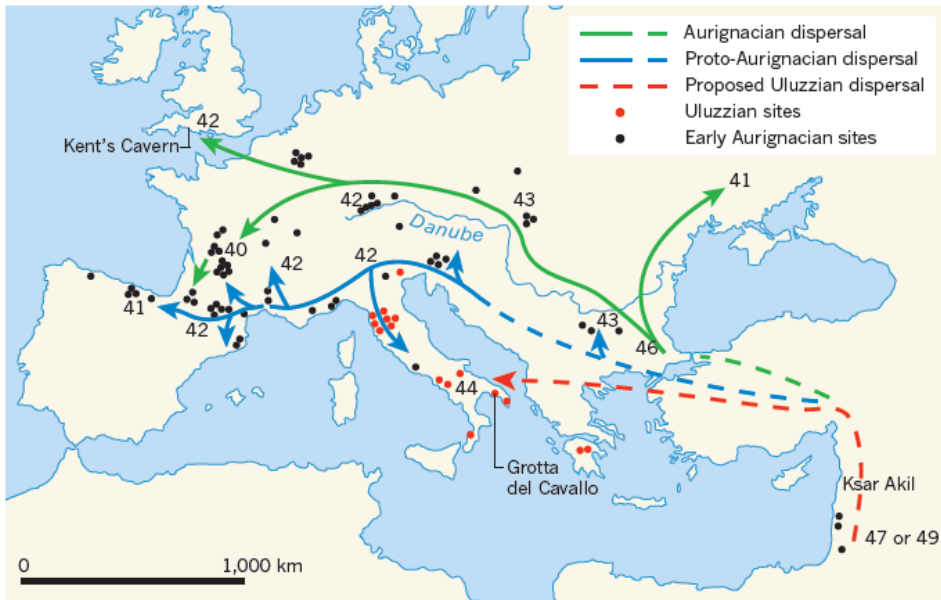 Aurignacian dispersal
Proto-Aurignacian dispersal
Proposed Uluzzian dispersal
Uluzzian sites
Early Aurignacian sites
42
Kent's Cavern
41
42
43
Danube
40
42
42
41
42
43
46
44
Grotta
del Cavallo
Ksar Akil
47 or 49
0
1,000 km